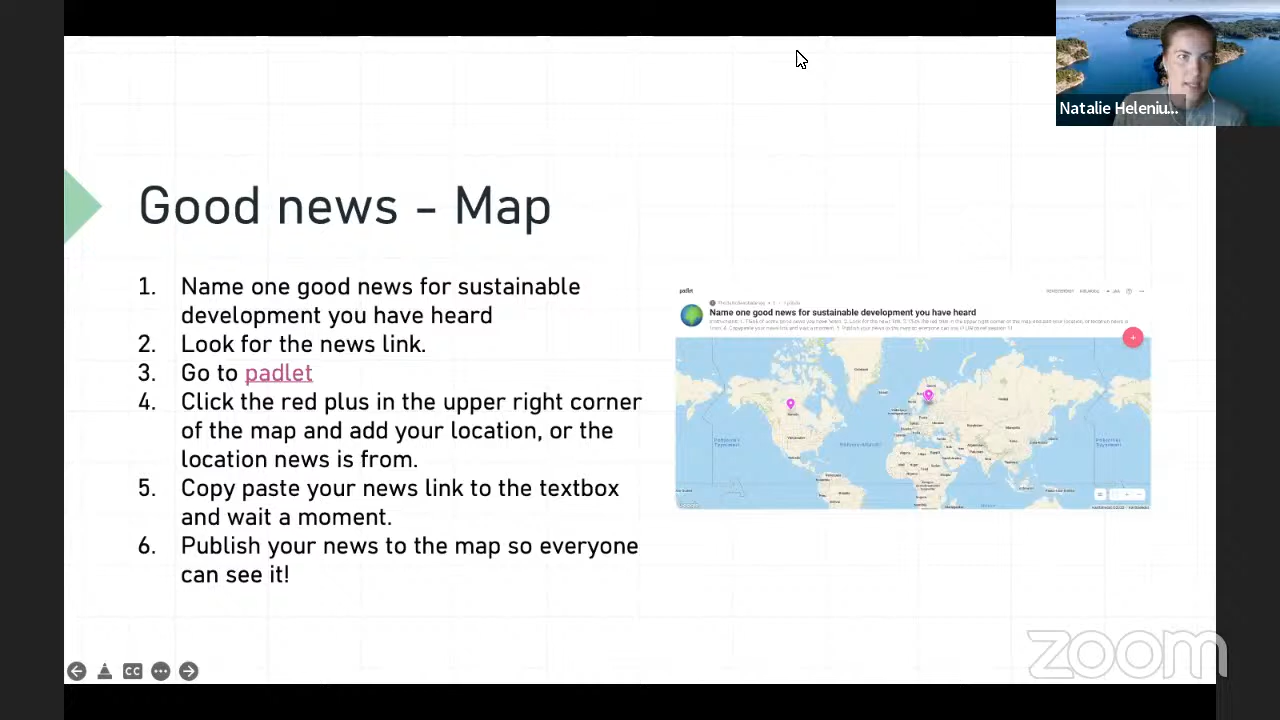 Natalie Heleniu...
Good news - Map
1. Name one good news for sustainable
development you have heard
2. Look for the news link.
3. Go to padlet
4. Click the red plus in the upper right corner
of the map and add your location, or the
location news is from.
5. Copy paste your news link to the textbox
and wait a moment.
6. Publish your news to the map so everyone
can see it!
padlet
Name one good news for sustainable development you have heard
CC
zoom